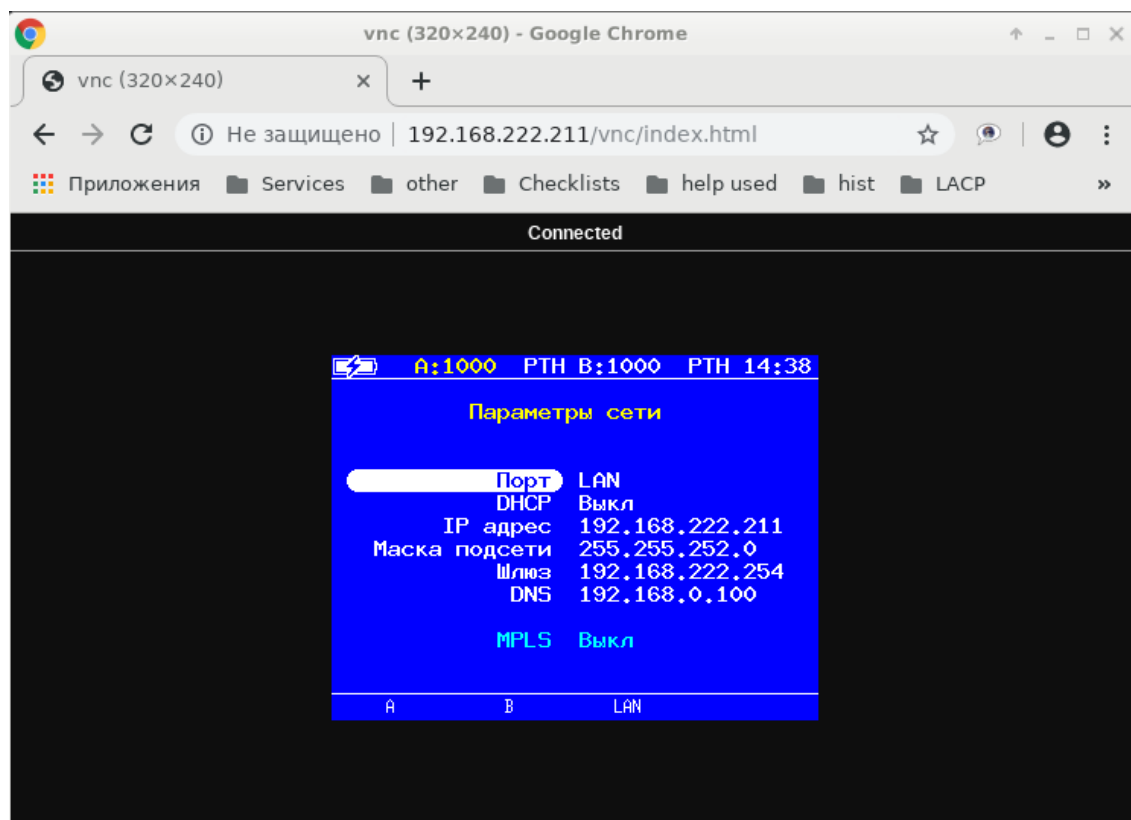 vnc (320×240) - Google Chrome
vnc (320×240)
Не защищено 192.168.222.211/vnc/index.html
Приложения Services other Checklists help used hist LACP »
Connected
A:1000 РТН B:1000 РТН 14:38
Параметры сети
Порт LAN
DHCP Выкл
IP адрес 192.168.222.211
Маска подсети 255.255.252.0
Шлюз 192.168.222.254
DNS 192.168.0.100
MPLS Выкл
A B LAN